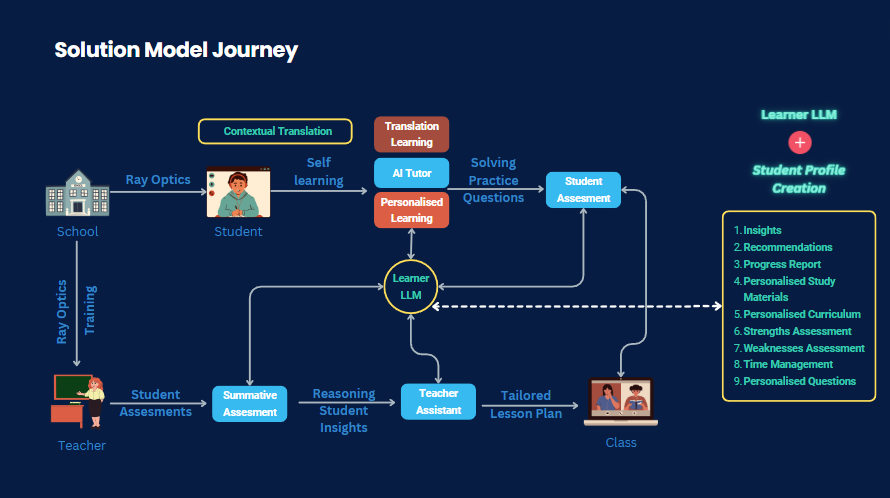 Solution Model Journey
Learner LLM
+
Student Profile
Creation
Contextual Translation
Translation
Learning
AI Tutor
Personalised
Learning
School
Ray Optics
Student
Self
learning
Solving
Practice
Questions
Student
Assesment
Learner
LLM
Ray Optics
Training
Teacher
Student
Assesments
Summative
Assesment
Reasoning
Student
Insights
Teacher
Assistant
Tailored
Lesson Plan
Class
1. Insights
2. Recommendations
3. Progress Report
4. Personalised Study
Materials
5. Personalised Curriculum
6. Strengths Assessment
7. Weaknesses Assessment
8. Time Management
9. Personalised Questions